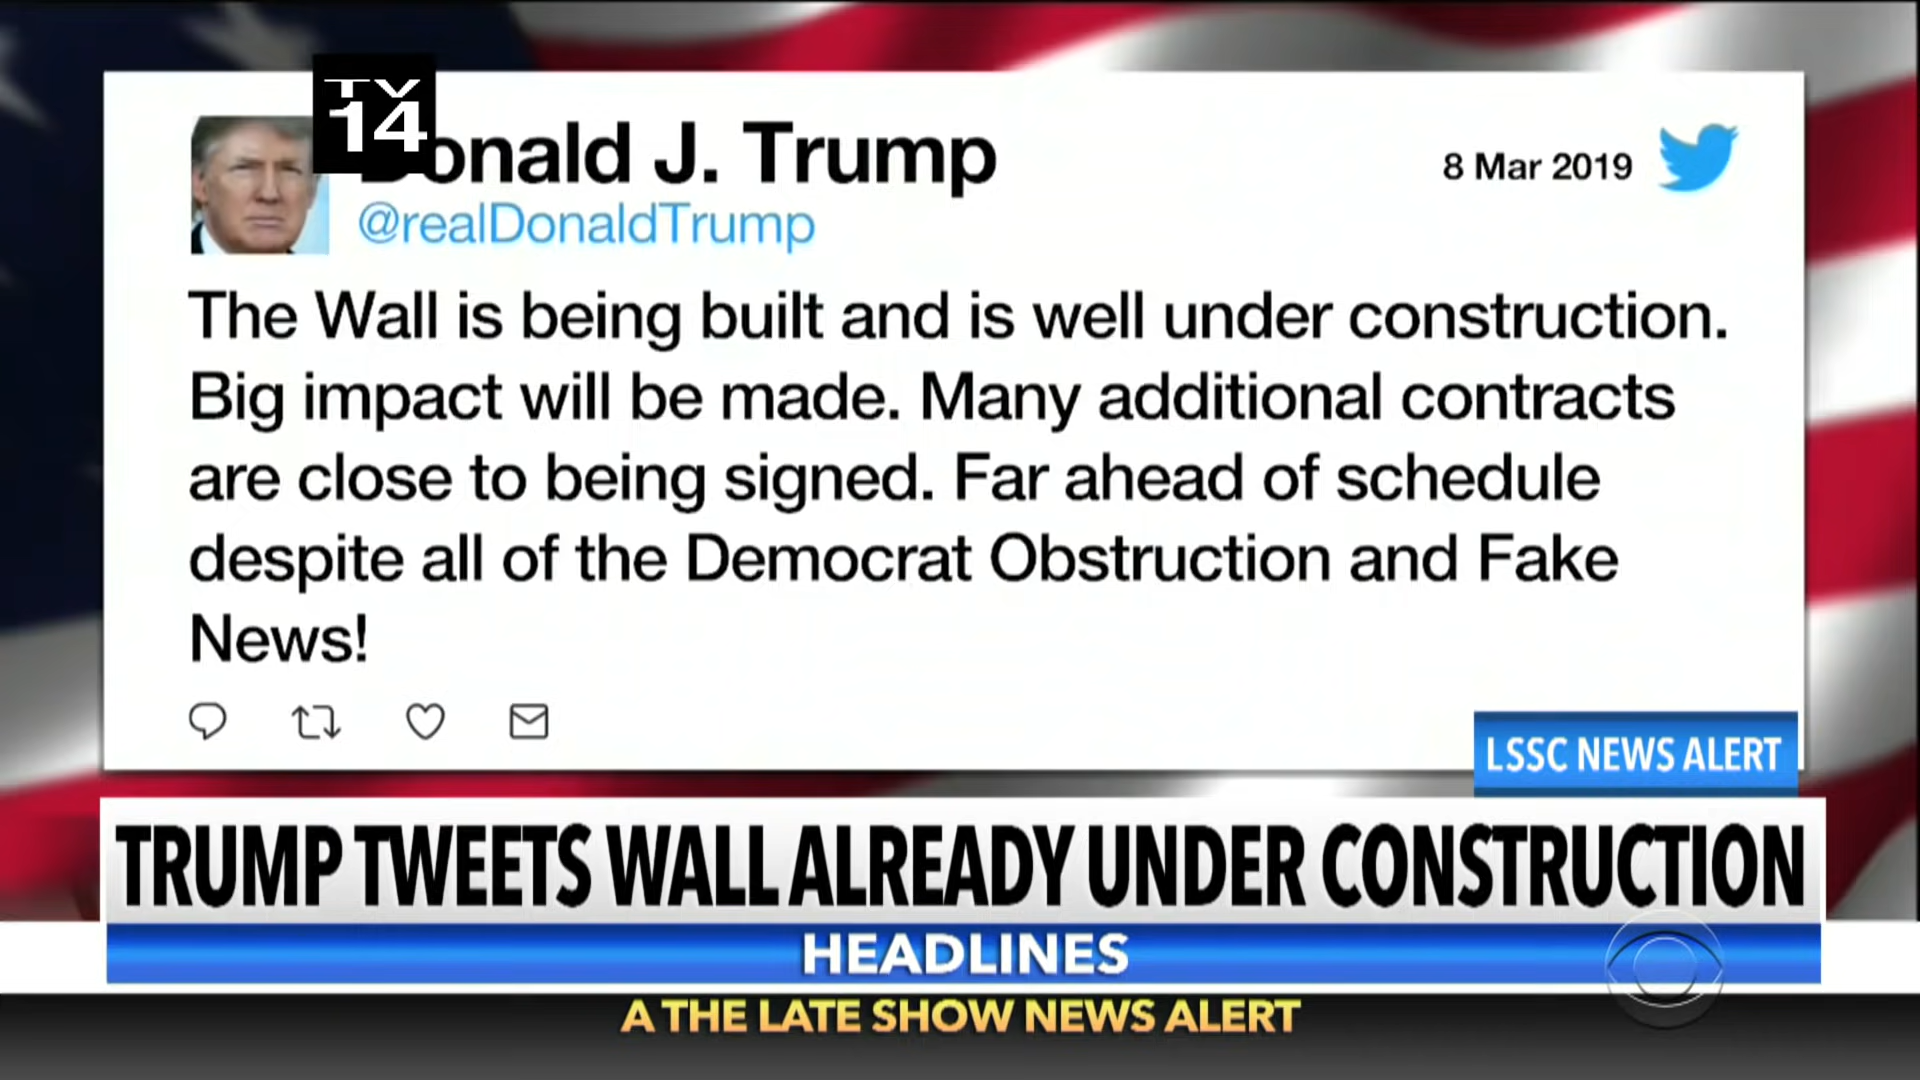 TV
14
Donald J. Trump
8 Mar 2019
@realDonaldTrump
The Wall is being built and is well under construction.
Big impact will be made. Many additional contracts
are close to being signed. Far ahead of schedule
despite all of the Democrat Obstruction and Fake
News!
LSSC NEWS ALERT
TRUMP TWEETS WALL ALREADY UNDER CONSTRUCTION
HEADLINES
A THE LATE SHOW NEWS ALERT